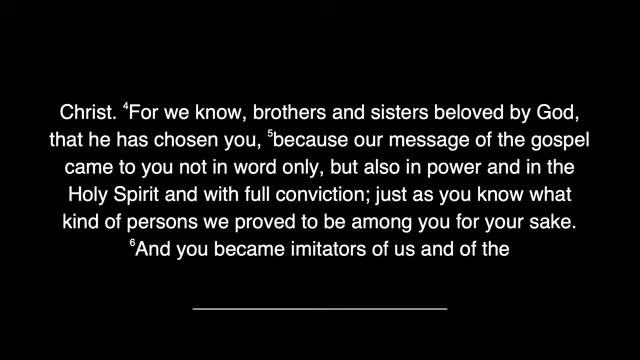 Christ. ⁴For we know, brothers and sisters beloved by God,
that he has chosen you, ⁵because our message of the gospel
came to you not in word only, but also in power and in the
Holy Spirit and with full conviction; just as you know what
kind of persons we proved to be among you for your sake.
⁶And you became imitators of us and of the